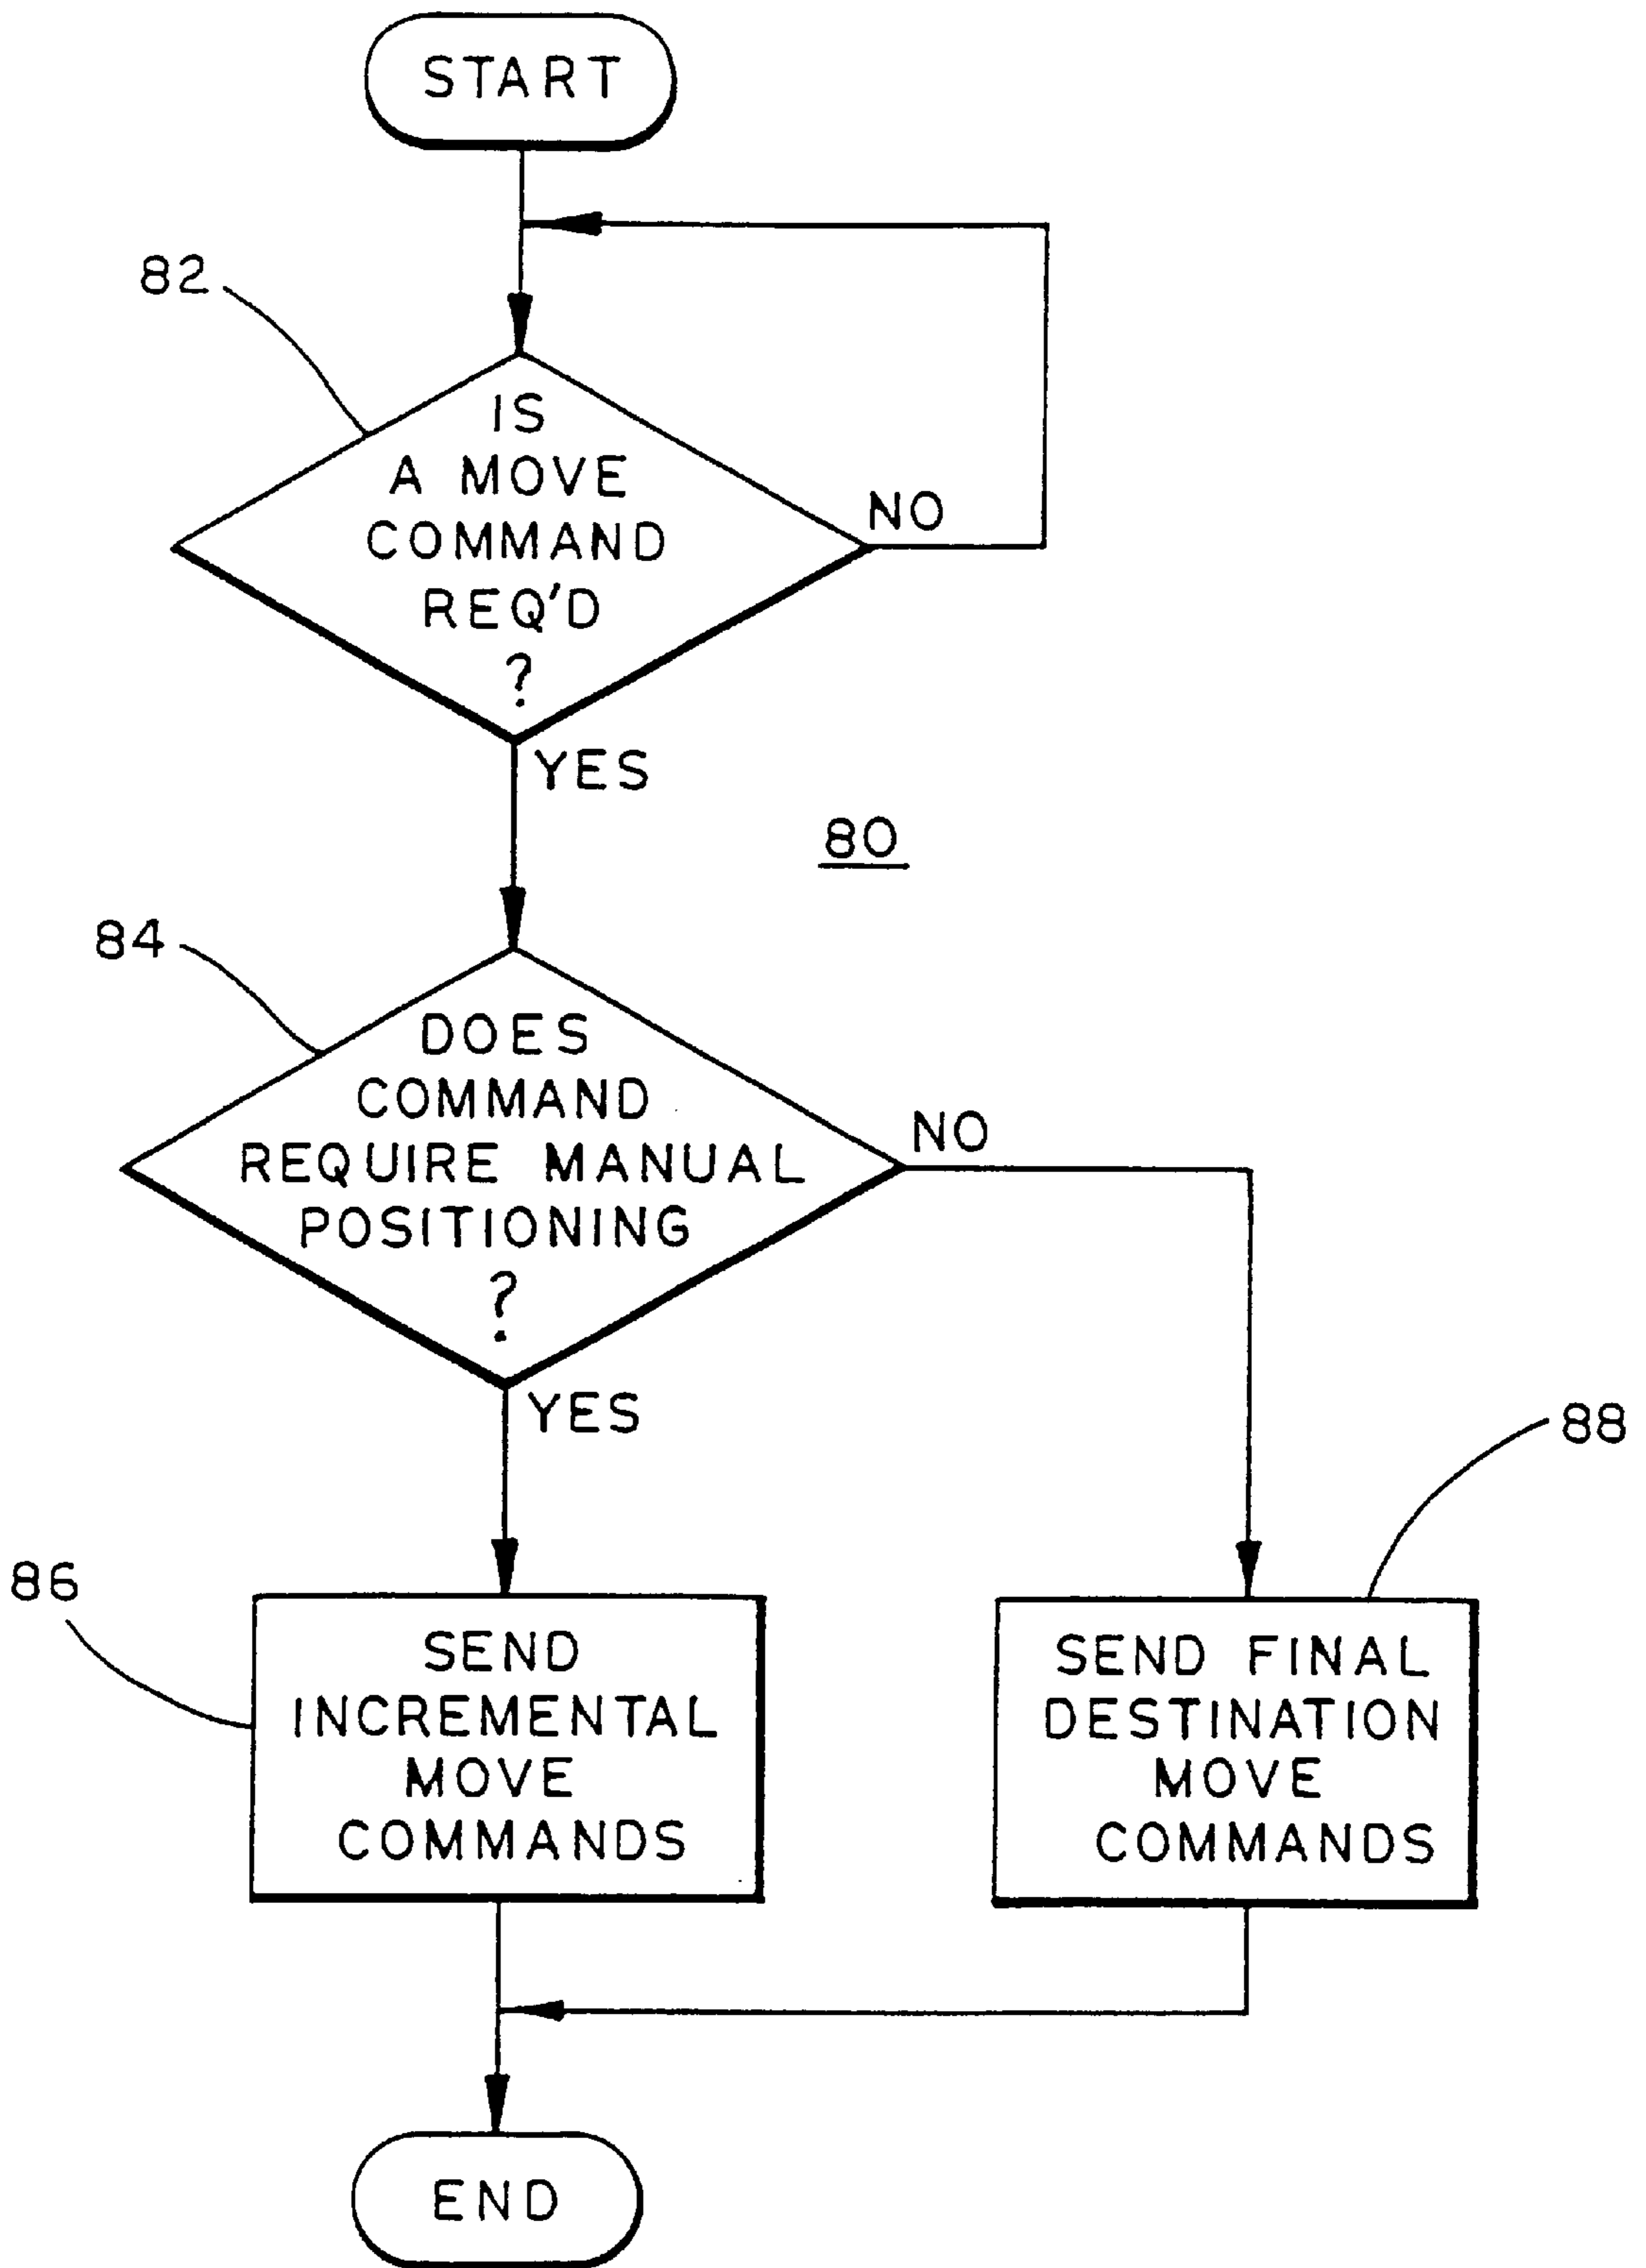 START
82
IS
A MOVE
COMMAND
REQ'D
?
NO
YES
80
84
DOES
COMMAND
REQUIRE MANUAL
POSITIONING
?
NO
YES
88
86
SEND
INCREMENTAL
MOVE
COMMANDS
SEND FINAL
DESTINATION
MOVE
COMMANDS
END